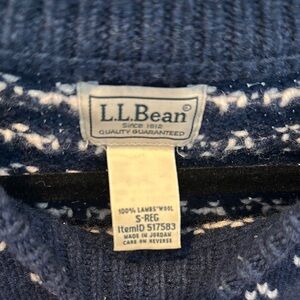 L.L.Bean®
Since 1912
QUALITY GUARANTEED
100% LAMBS' WOOL
S-REG
ItemID 517583
MADE IN JORDAN
CARE ON REVERSE